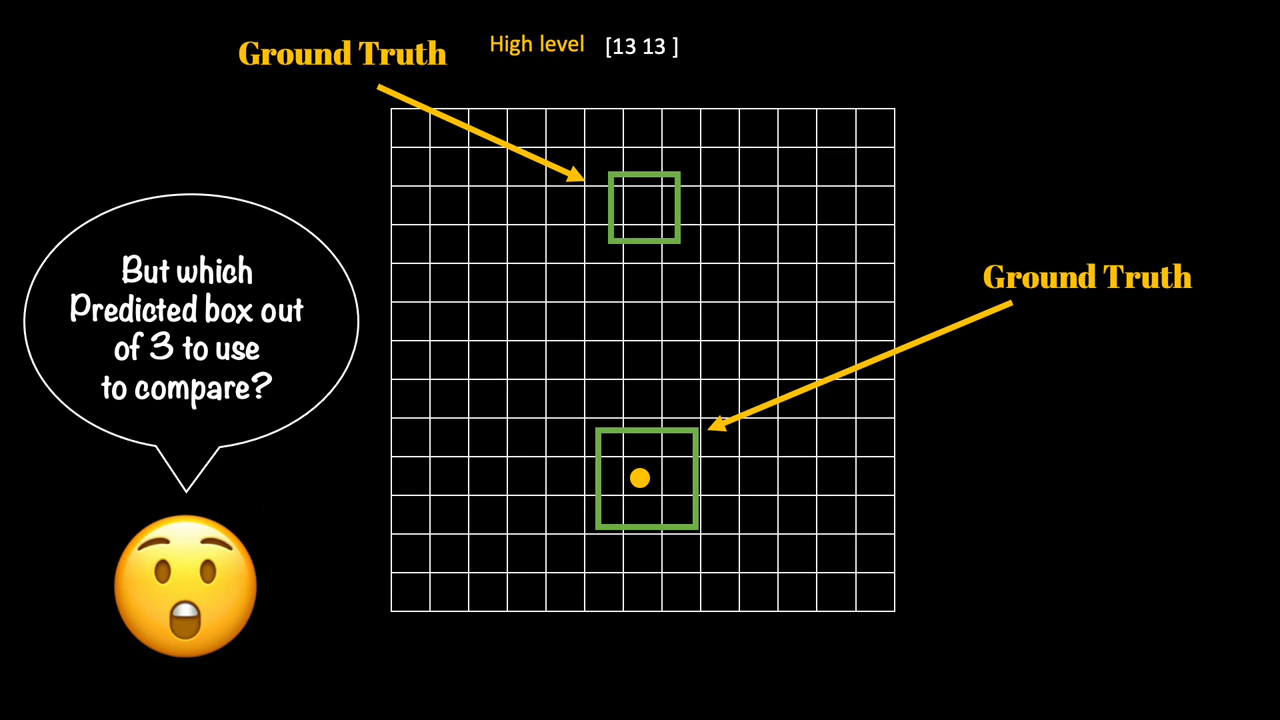 Ground Truth
High level [13 13 ]
Ground Truth
But which
Predicted box out
of 3 to use
to compare?